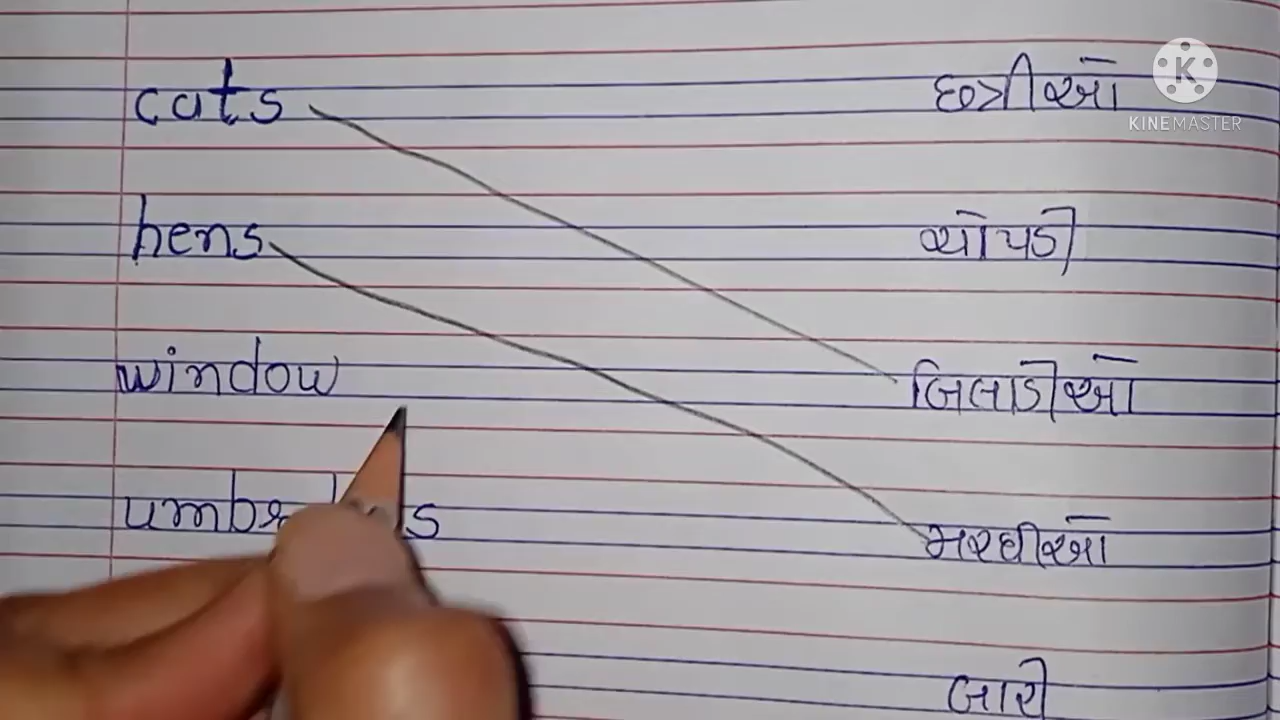 cats છત્રીઓ
hens ચોપડી
window બિલાડીઓ
s મરઘીઓ
બારી
KINEMASTER